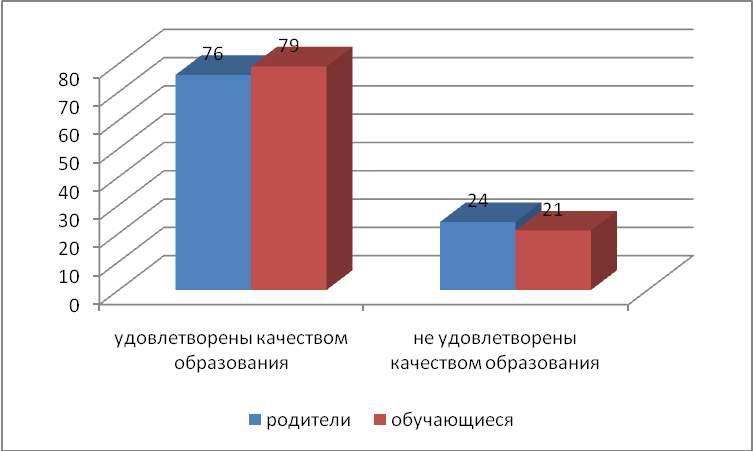 76
79
24
21
80
70
60
50
40
30
20
10
0
удовлетворены качеством
образования
не удовлетворены
качеством образования
родители
обучающиеся